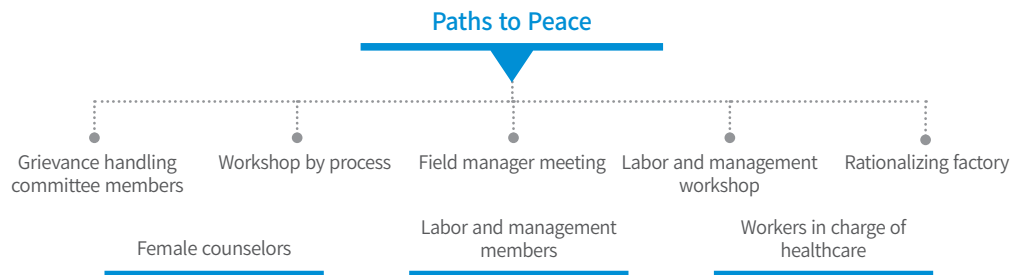 Paths to Peace
Grievance handling
committee members
Workshop by process
Field manager meeting
Labor and management
workshop
Rationalizing factory
Female counselors
Labor and management
members
Workers in charge of
healthcare